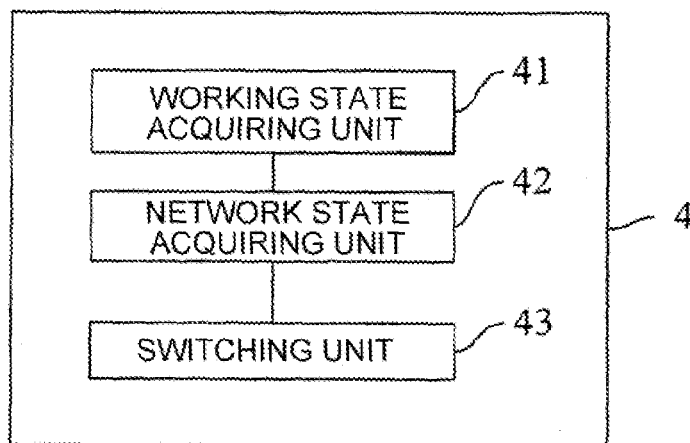 WORKING STATE
ACQUIRING UNIT
41
NETWORK STATE
ACQUIRING UNIT
42
4
SWITCHING UNIT
43